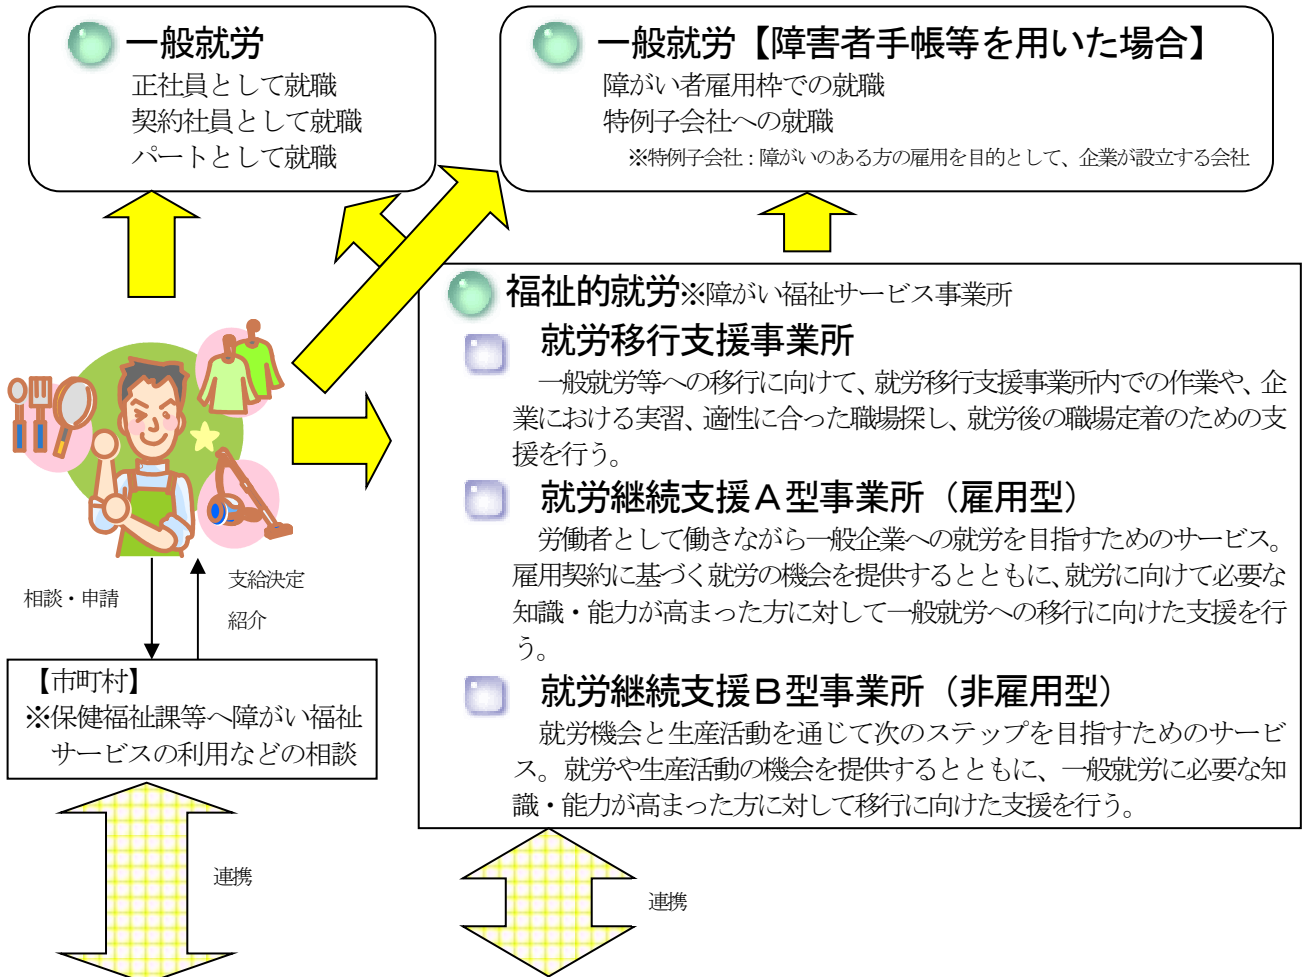 一般就労
正社員として就職
契約社員として就職
パートとして就職
一般就労【障害者手帳等を用いた場合】
障がい者雇用枠での就職
特例子会社への就職
※特例子会社：障がいのある方の雇用を目的として、企業が設立する会社
福祉的就労※障がい福祉サービス事業所
就労移行支援事業所
一般就労等への移行に向けて、就労移行支援事業所内での作業や、企
業における実習、適性に合った職場探し、就労後の職場定着のための支
援を行う。
就労継続支援Ａ型事業所（雇用型）
労働者として働きながら一般企業への就労を目指すためのサービス。
雇用契約に基づく就労の機会を提供するとともに、就労に向けて必要な
知識・能力が高まった方に対して一般就労への移行に向けた支援を行
う。
就労継続支援Ｂ型事業所（非雇用型）
就労機会と生産活動を通じて次のステップを目指すためのサービ
ス。就労や生産活動の機会を提供するとともに、一般就労に必要な知
識・能力が高まった方に対して移行に向けた支援を行う。
相談・申請
支給決定
紹介
【市町村】
※保健福祉課等へ障がい福祉
サービスの利用などの相談
連携
連携